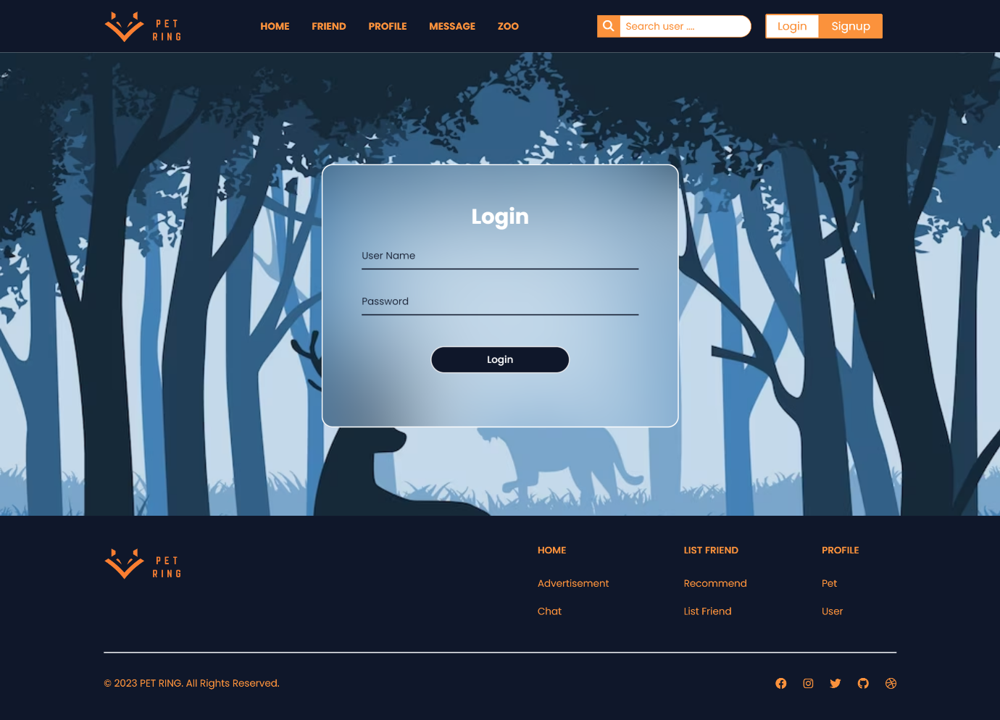 PET
RING
HOME FRIEND PROFILE MESSAGE ZOO
Search user ....
Login Signup
Login
User Name
Password
Login
PET
RING
HOME LIST FRIEND PROFILE
Advertisement Recommend Pet
Chat List Friend User
© 2023 PET RING. All Rights Reserved.